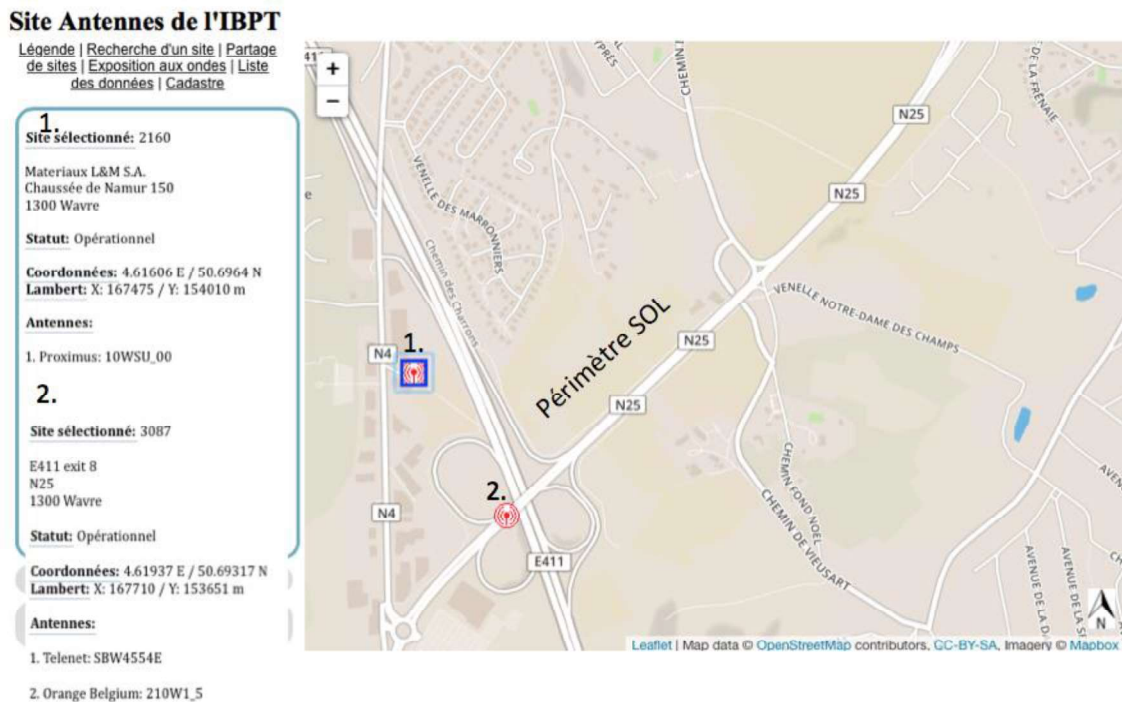 Site Antennes de l'IBPT
Légende | Recherche d'un site | Partage
de sites | Exposition aux ondes | Liste
des données | Cadastre
1.
Site sélectionné: 2160
Materiaux L&M S.A.
Chaussée de Namur 150
1300 Wavre
Statut: Opérationnel
Coordonnées: 4.61606 E / 50.6964 N
Lambert: X: 167475 / Y: 154010 m
Antennes:
1. Proximus: 10WSU_00
2.
Site sélectionné: 3087
E411 exit 8
N25
1300 Wavre
Statut: Opérationnel
Coordonnées: 4.61937 E / 50.69317 N
Lambert: X: 167710 / Y: 153651 m
Antennes:
1. Telenet: SBW4554E
2. Orange Belgium: 210W1_5
+
−
CHEMIN
DE LA FRÊNAIE
N25
N25
VENELLE DES MARRONNIERS
Chemin des Charrons
VENELLE NOTRE-DAME DES CHAMPS
Périmètre SOL
N25
N4
1.
N25
CHEMIN FOND NOEL
2.
N4
CHEMIN DE VIEUSART
E411
N
Leaflet | Map data © OpenStreetMap contributors, CC-BY-SA, Imagery © Mapbox